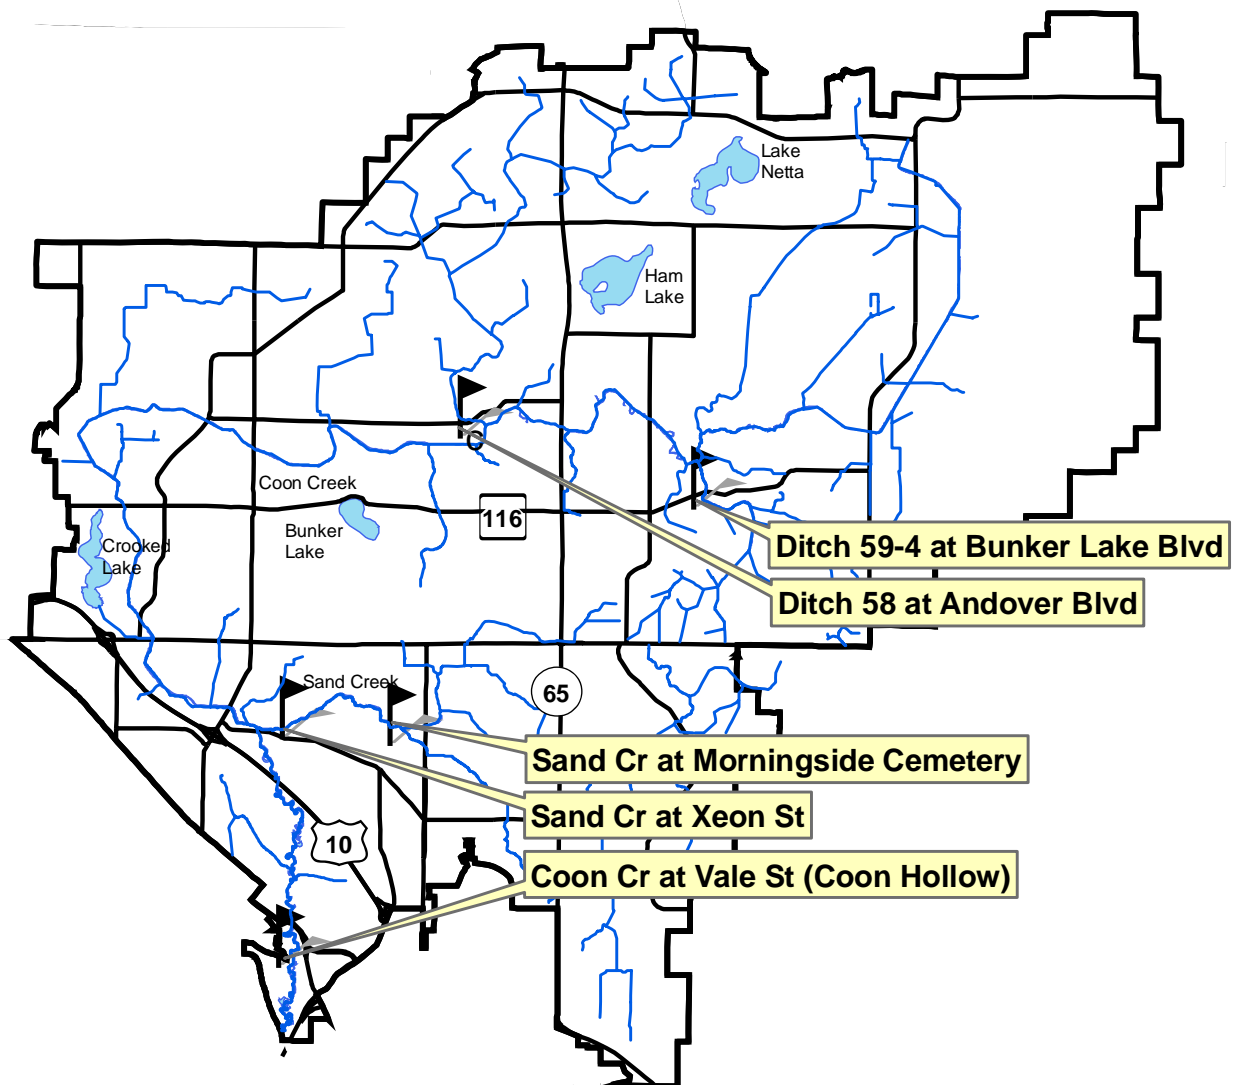 Lake
Netta
Ham
Lake
Coon Creek
Bunker
Lake
116
Crooked
Lake
Ditch 59-4 at Bunker Lake Blvd
Ditch 58 at Andover Blvd
Sand Creek
65
Sand Cr at Morningside Cemetery
Sand Cr at Xeon St
10
Coon Cr at Vale St (Coon Hollow)